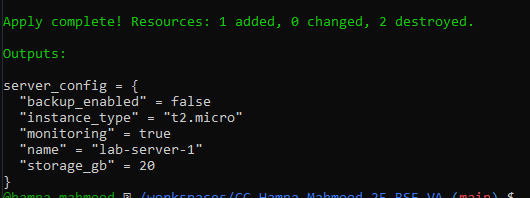 Apply complete! Resources: 1 added, 0 changed, 2 destroyed.
Outputs:
server_config = {
  "backup_enabled" = false
  "instance_type" = "t2.micro"
  "monitoring" = true
  "name" = "lab-server-1"
  "storage_gb" = 20
}
@hamna-mahmood /workspaces/CC_Hamna_Mahmood (main) $